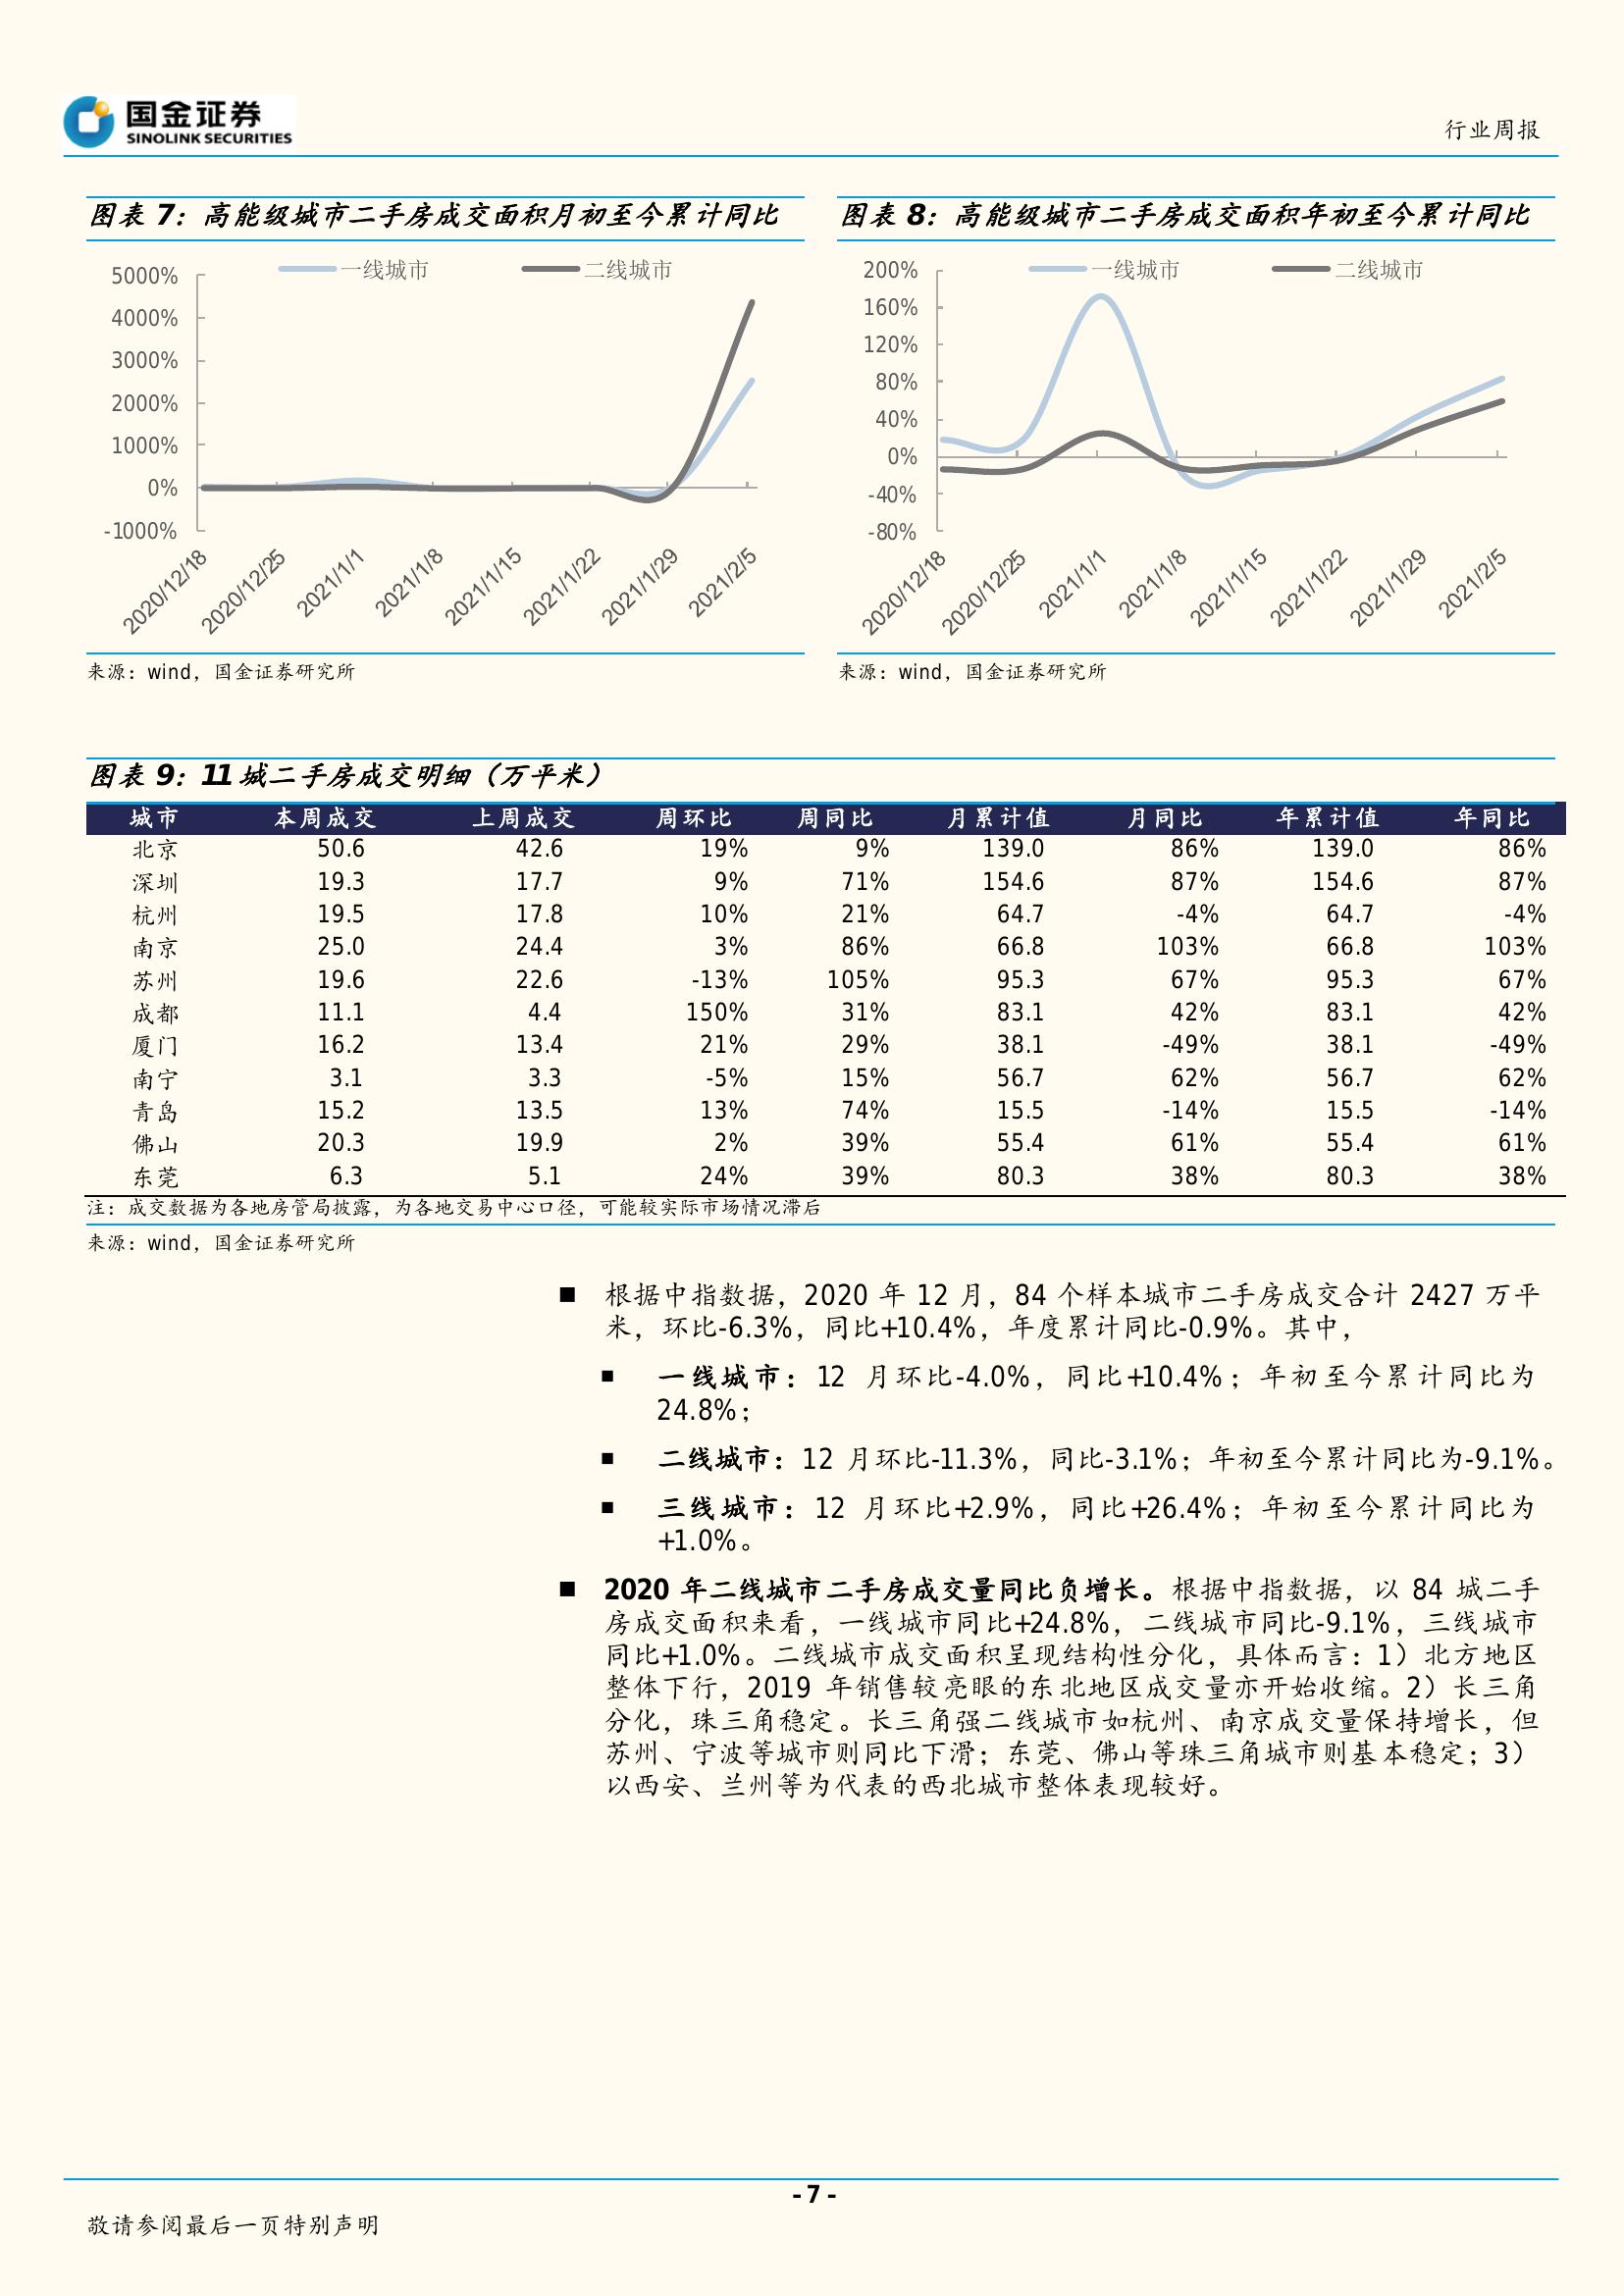 国金证券
SINOLINK SECURITIES
行业周报
图表 7：高能级城市二手房成交面积月初至今累计同比
一线城市 二线城市
5000%
4000%
3000%
2000%
1000%
0%
-1000%
2020/12/18 2020/12/25 2021/1/1 2021/1/8 2021/1/15 2021/1/22 2021/1/29 2021/2/5
来源：wind，国金证券研究所
图表 8：高能级城市二手房成交面积年初至今累计同比
一线城市 二线城市
200%
160%
120%
80%
40%
0%
-40%
-80%
2020/12/18 2020/12/25 2021/1/1 2021/1/8 2021/1/15 2021/1/22 2021/1/29 2021/2/5
来源：wind，国金证券研究所
图表 9：11 城二手房成交明细（万平米）
城市 本周成交 上周成交 周环比 周同比 月累计值 月同比 年累计值 年同比
北京 50.6 42.6 19% 9% 139.0 86% 139.0 86%
深圳 19.3 17.7 9% 71% 154.6 87% 154.6 87%
杭州 19.5 17.8 10% 21% 64.7 -4% 64.7 -4%
南京 25.0 24.4 3% 86% 66.8 103% 66.8 103%
苏州 19.6 22.6 -13% 105% 95.3 67% 95.3 67%
成都 11.1 4.4 150% 31% 83.1 42% 83.1 42%
厦门 16.2 13.4 21% 29% 38.1 -49% 38.1 -49%
南宁 3.1 3.3 -5% 15% 56.7 62% 56.7 62%
青岛 15.2 13.5 13% 74% 15.5 -14% 15.5 -14%
佛山 20.3 19.9 2% 39% 55.4 61% 55.4 61%
东莞 6.3 5.1 24% 39% 80.3 38% 80.3 38%
注：成交数据为各地房管局披露，为各地交易中心口径，可能较实际市场情况滞后
来源：wind，国金证券研究所
■ 根据中指数据，2020 年 12 月，84 个样本城市二手房成交合计 2427 万平
米，环比-6.3%，同比+10.4%，年度累计同比-0.9%。其中，
■ 一线城市：12 月环比-4.0%，同比+10.4%；年初至今累计同比为
24.8%；
■ 二线城市：12 月环比-11.3%，同比-3.1%；年初至今累计同比为-9.1%。
■ 三线城市：12 月环比+2.9%，同比+26.4%；年初至今累计同比为
+1.0%。
■ 2020 年二线城市二手房成交量同比负增长。根据中指数据，以 84 城二手
房成交面积来看，一线城市同比+24.8%，二线城市同比-9.1%，三线城市
同比+1.0%。二线城市成交面积呈现结构性分化，具体而言：1）北方地区
整体下行，2019 年销售较亮眼的东北地区成交量亦开始收缩。2）长三角
分化，珠三角稳定。长三角强二线城市如杭州、南京成交量保持增长，但
苏州、宁波等城市则同比下滑；东莞、佛山等珠三角城市则基本稳定；3）
以西安、兰州等为代表的西北城市整体表现较好。
- 7 -
敬请参阅最后一页特别声明